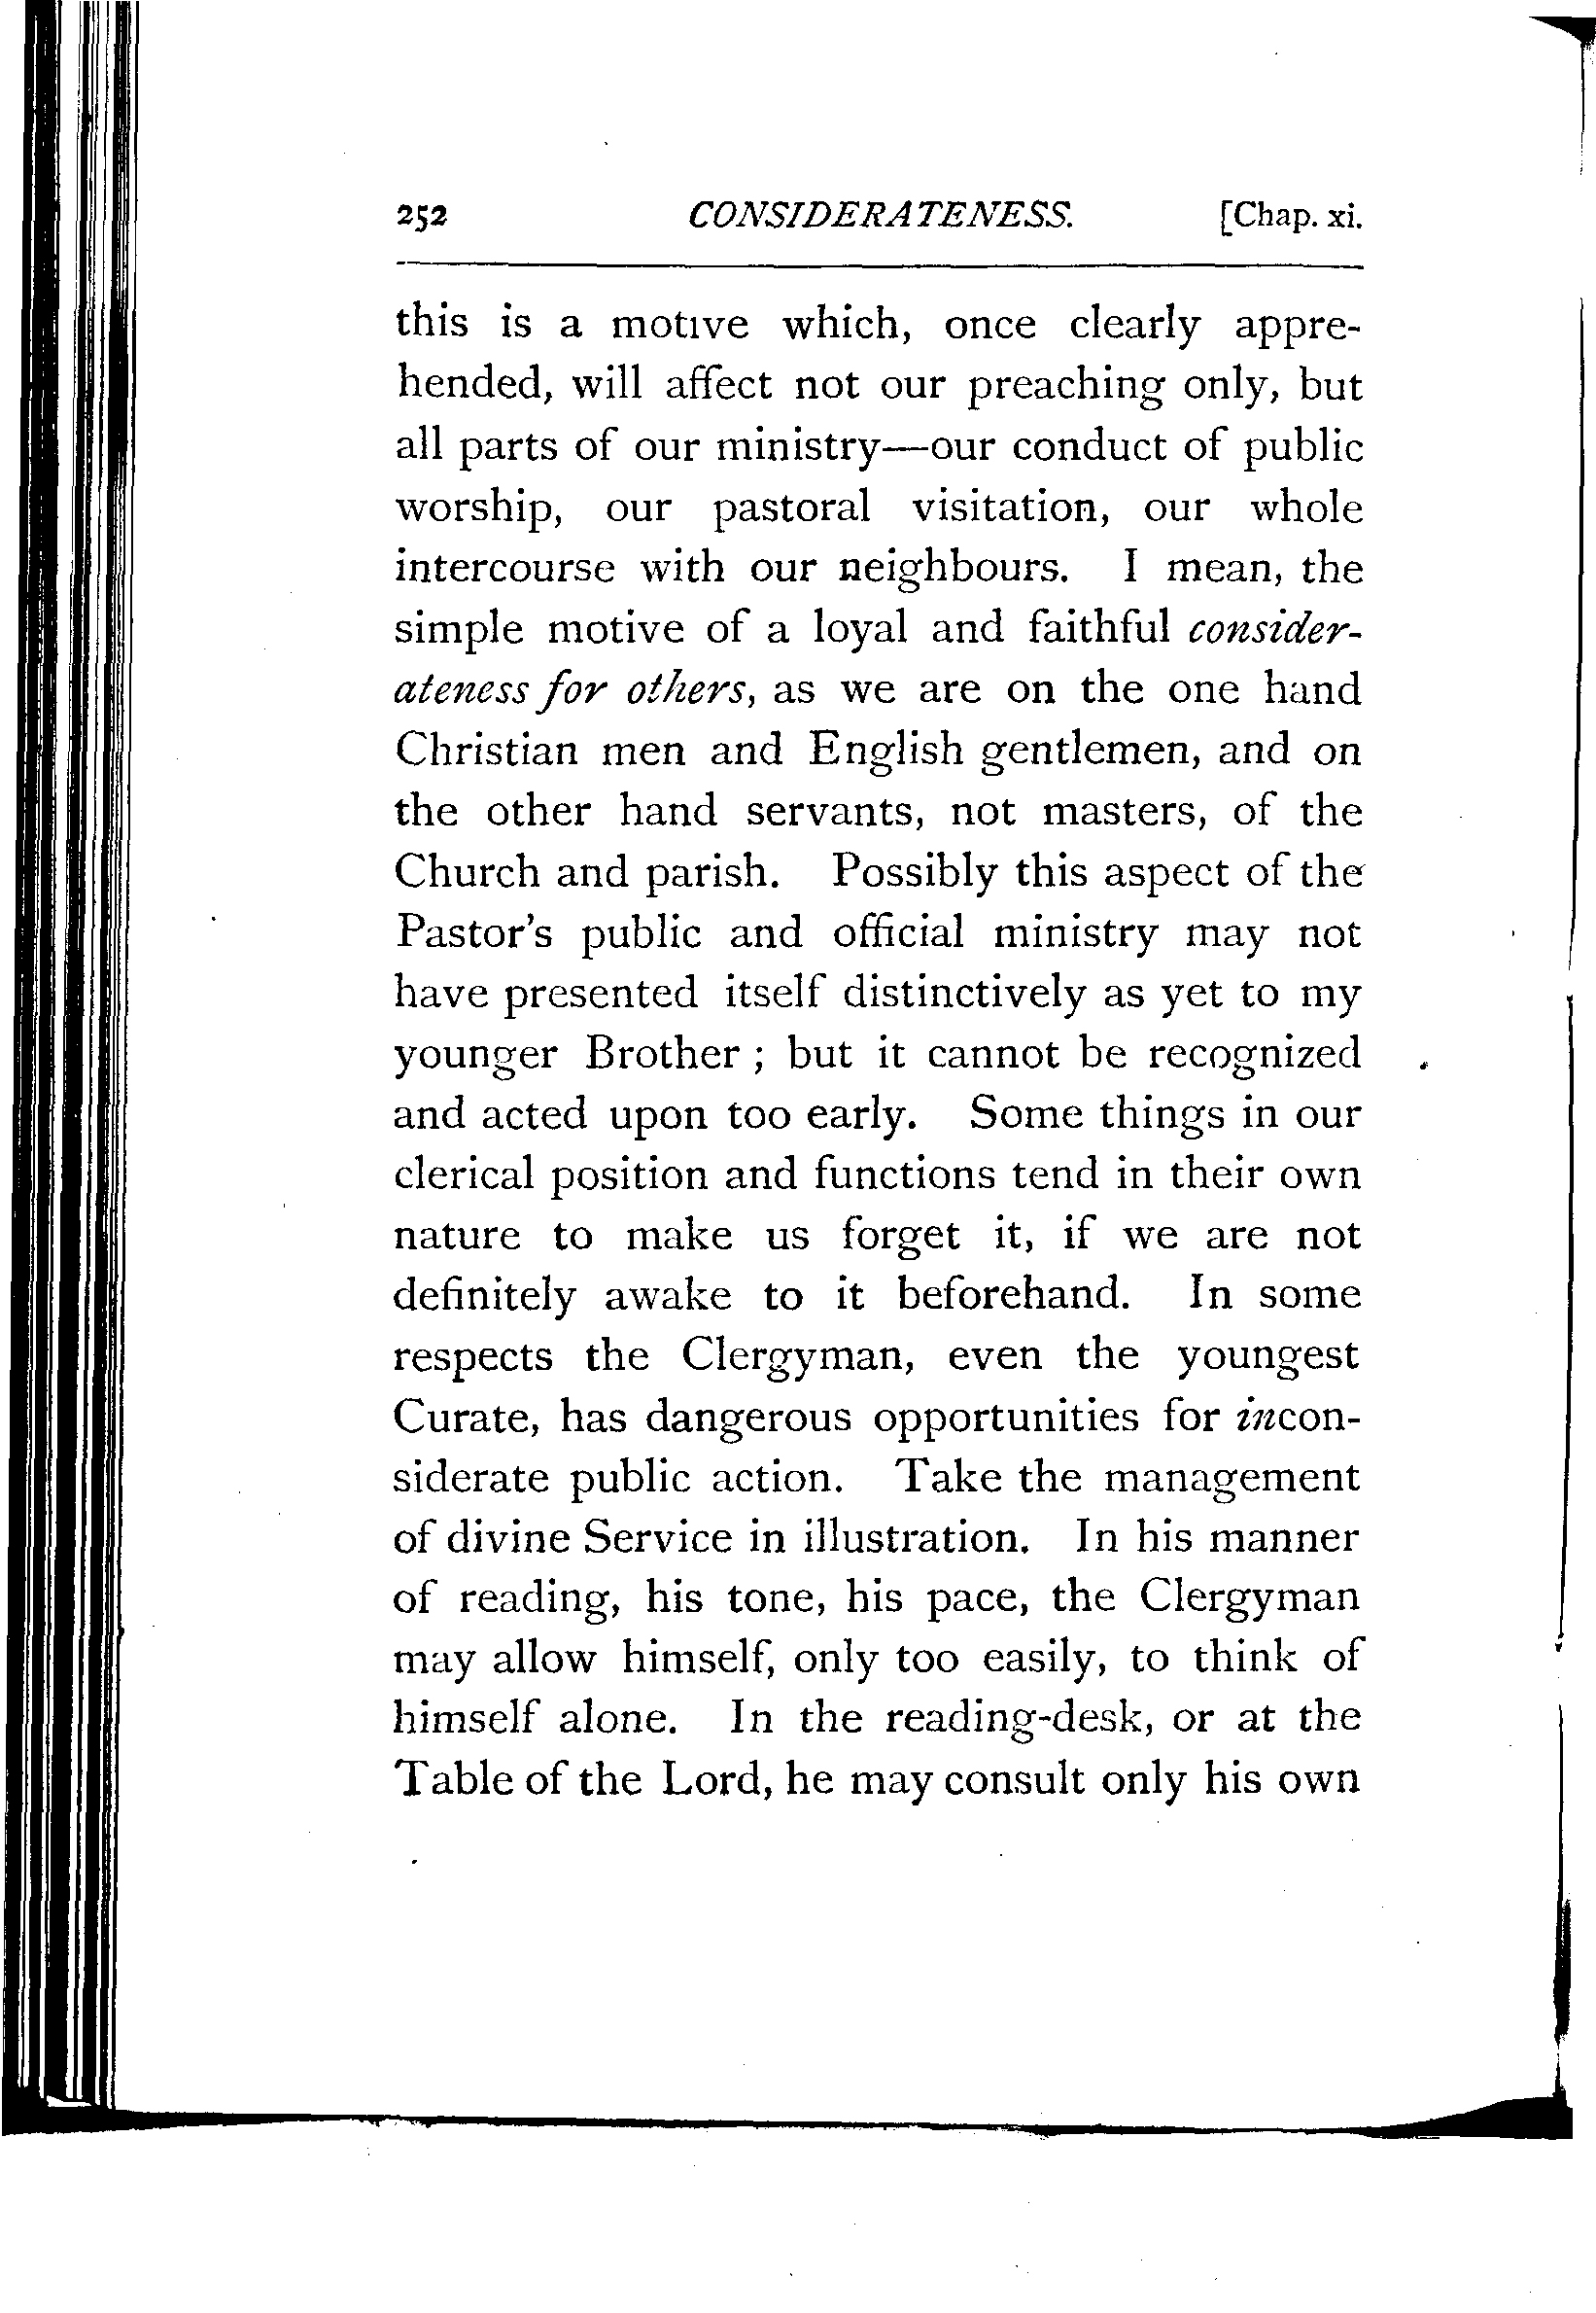 252 CONSIDERATENESS. [Chap. xi.
this is a motive which, once clearly appre-
hended, will affect not our preaching only, but
all parts of our ministry—our conduct of public
worship, our pastoral visitation, our whole
intercourse with our neighbours. I mean, the
simple motive of a loyal and faithful consider-
ateness for others, as we are on the one hand
Christian men and English gentlemen, and on
the other hand servants, not masters, of the
Church and parish. Possibly this aspect of the
Pastor's public and official ministry may not
have presented itself distinctively as yet to my
younger Brother ; but it cannot be recognized
and acted upon too early. Some things in our
clerical position and functions tend in their own
nature to make us forget it, if we are not
definitely awake to it beforehand. In some
respects the Clergyman, even the youngest
Curate, has dangerous opportunities for incon-
siderate public action. Take the management
of divine Service in illustration. In his manner
of reading, his tone, his pace, the Clergyman
may allow himself, only too easily, to think of
himself alone. In the reading-desk, or at the
Table of the Lord, he may consult only his own